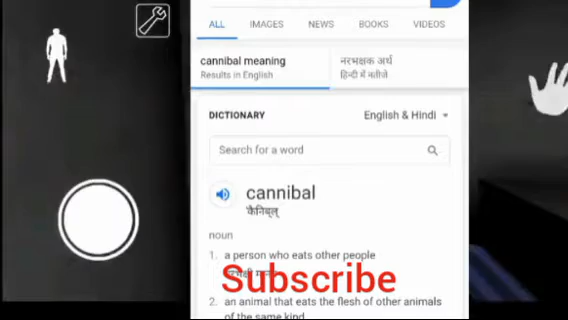 ALL IMAGES NEWS BOOKS VIDEOS
cannibal meaning
Results in English
नरभक्षक अर्थ
हिन्दी में नतीजे
DICTIONARY
English & Hindi
Search for a word
cannibal
कैनिब्ल्
noun
1. a person who eats other people
Subscribe
2. an animal that eats the flesh of other animals
of the same kind